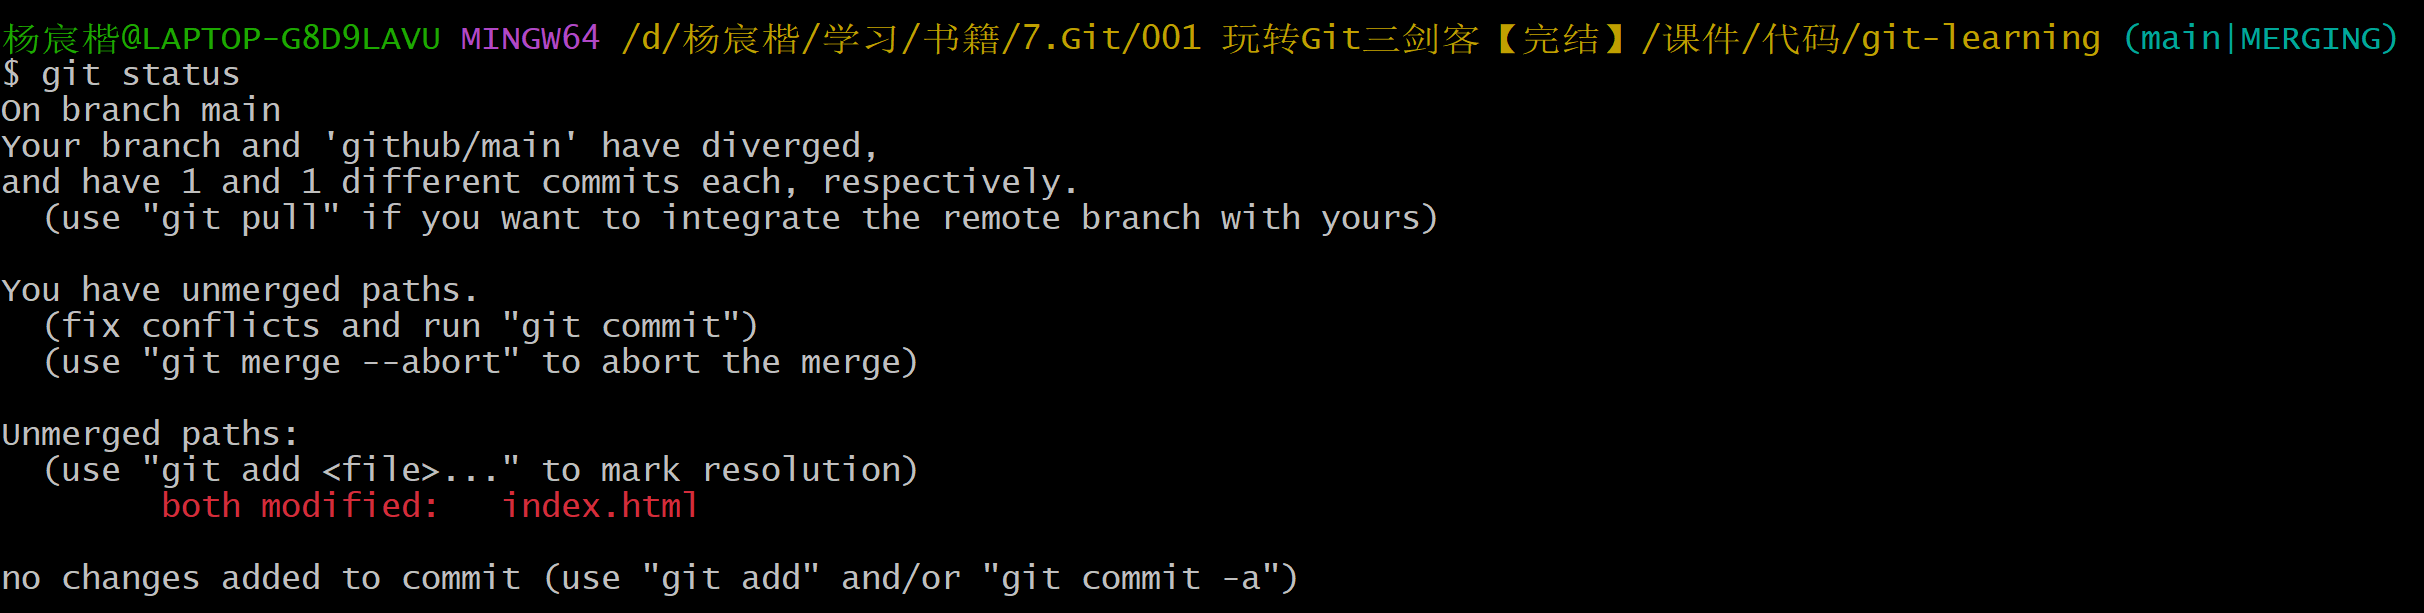 杨宸楷@LAPTOP-G8D9LAVU MINGW64 /d/杨宸楷/学习/书籍/7.Git/001 玩转Git三剑客【完结】/课件/代码/git-learning (main|MERGING)
$ git status
On branch main
Your branch and 'github/main' have diverged,
and have 1 and 1 different commits each, respectively.
  (use "git pull" if you want to integrate the remote branch with yours)

You have unmerged paths.
  (fix conflicts and run "git commit")
  (use "git merge --abort" to abort the merge)

Unmerged paths:
  (use "git add <file>..." to mark resolution)
        both modified:   index.html

no changes added to commit (use "git add" and/or "git commit -a")